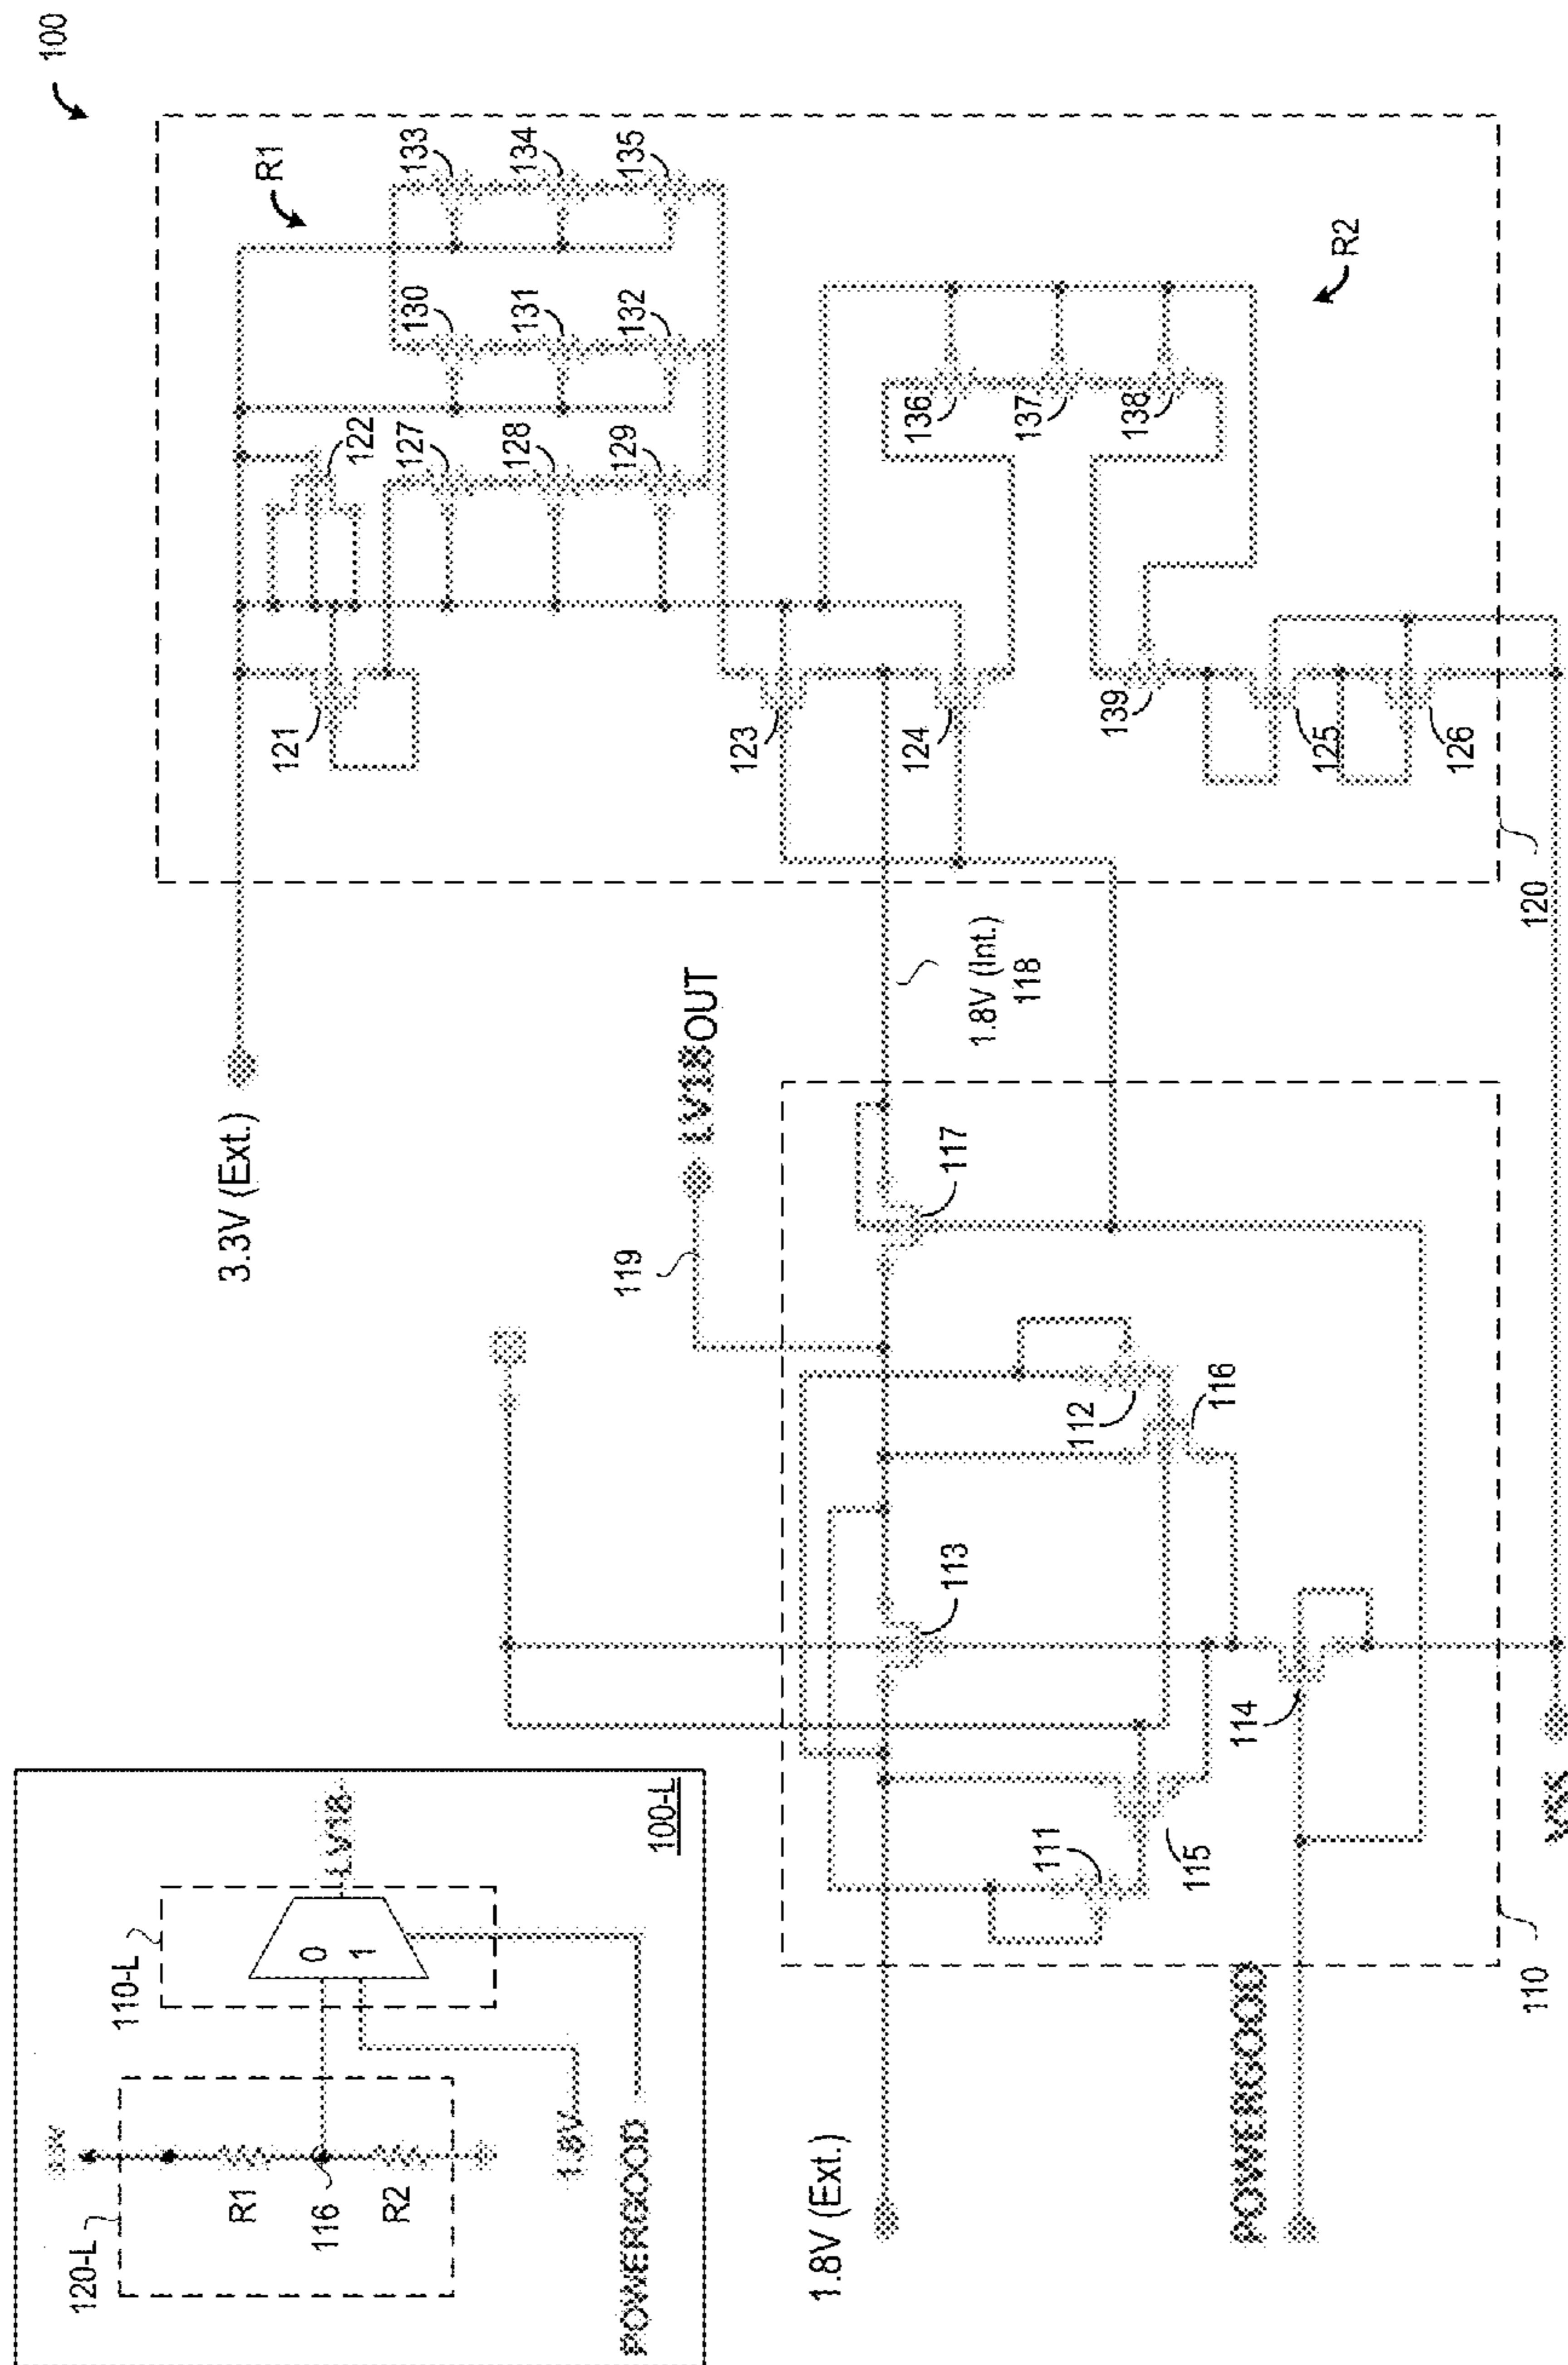 100
R1
133
134
135
130
131
132
122
127
128
129
121
123
124
136
137
138
R2
139
125
126
120
3.3V (Ext.)
LV18OUT
1.8V (Int.)
118
119
117
112
116
113
114
115
111
110
1.8V (Ext.)
POWERGOOD
VSS
100-L
110-L
120-L
0
1
LV18
R1
116
R2
1.8V
POWERGOOD